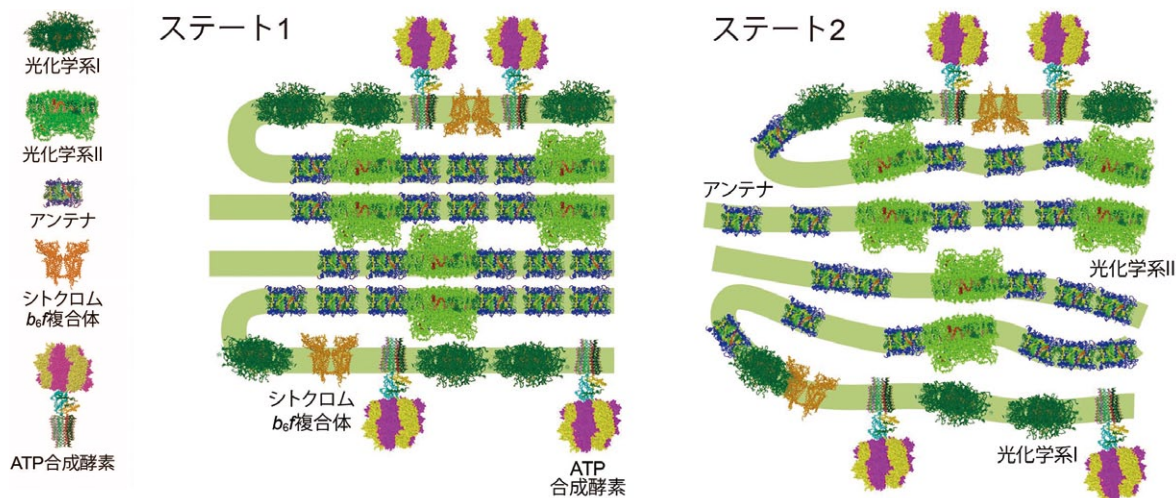 光化学系I
光化学系II
アンテナ
シトクロム
b₆f複合体
ATP合成酵素
ステート1
シトクロム
b₆f複合体
ATP
合成酵素
ステート2
アンテナ
光化学系II
光化学系I